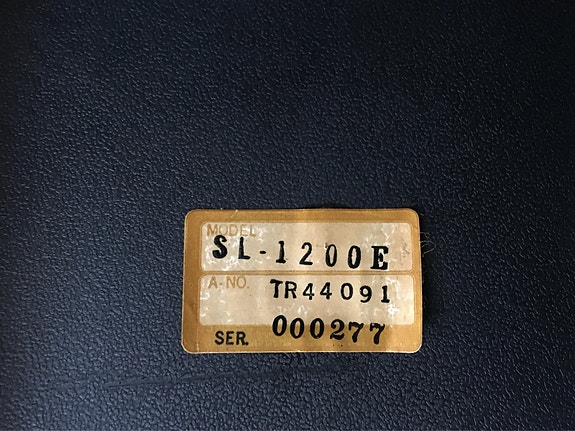 MODEL
SL-1200E
A-NO. TR44091
SER. 000277